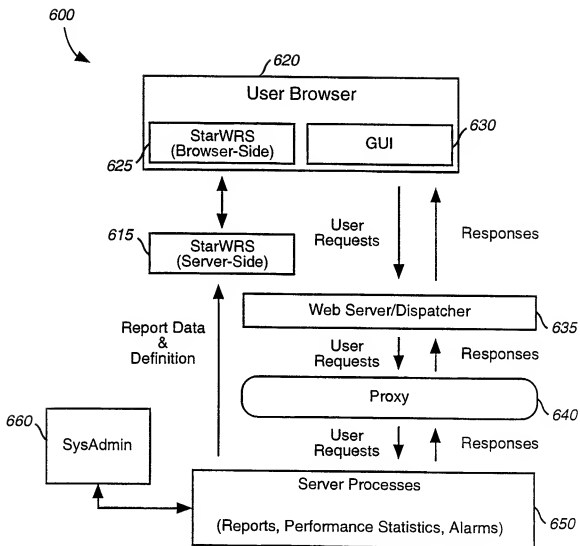 600
620
User Browser
StarWRS
(Browser-Side)
625
GUI
630
615
StarWRS
(Server-Side)
User
Requests
Responses
Report Data
&
Definition
Web Server/Dispatcher
635
User
Requests
Responses
Proxy
640
User
Requests
Responses
660
SysAdmin
Server Processes
(Reports, Performance Statistics, Alarms)
650